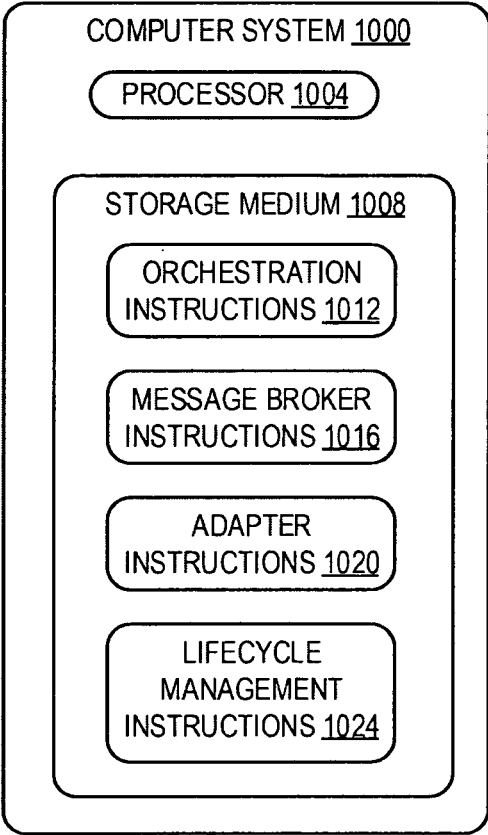 COMPUTER SYSTEM 1000
PROCESSOR 1004
STORAGE MEDIUM 1008
ORCHESTRATION
INSTRUCTIONS 1012
MESSAGE BROKER
INSTRUCTIONS 1016
ADAPTER
INSTRUCTIONS 1020
LIFECYCLE
MANAGEMENT
INSTRUCTIONS 1024